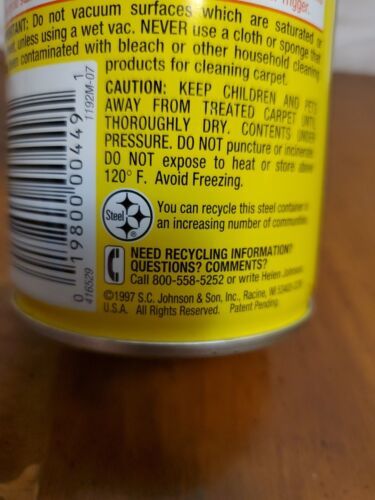 trigger.
Do not vacuum surfaces which are saturated or
unless using a wet vac. NEVER use a cloth or sponge that
been contaminated with bleach or other household cleaning
products for cleaning carpet.
CAUTION: KEEP CHILDREN AND PETS
AWAY FROM TREATED CARPET UNTIL
THOROUGHLY DRY. CONTENTS UNDER
PRESSURE. DO NOT puncture or incinerate.
DO NOT expose to heat or store above
120° F. Avoid Freezing.
Steel
You can recycle this steel container in
an increasing number of communities.
NEED RECYCLING INFORMATION?
QUESTIONS? COMMENTS?
Call 800-558-5252 or write Helen Johnson,
©1997 S.C. Johnson & Son, Inc., Racine, WI
U.S.A. All Rights Reserved. Patent Pending.
0 19800 00449 1
1192M-07
416529